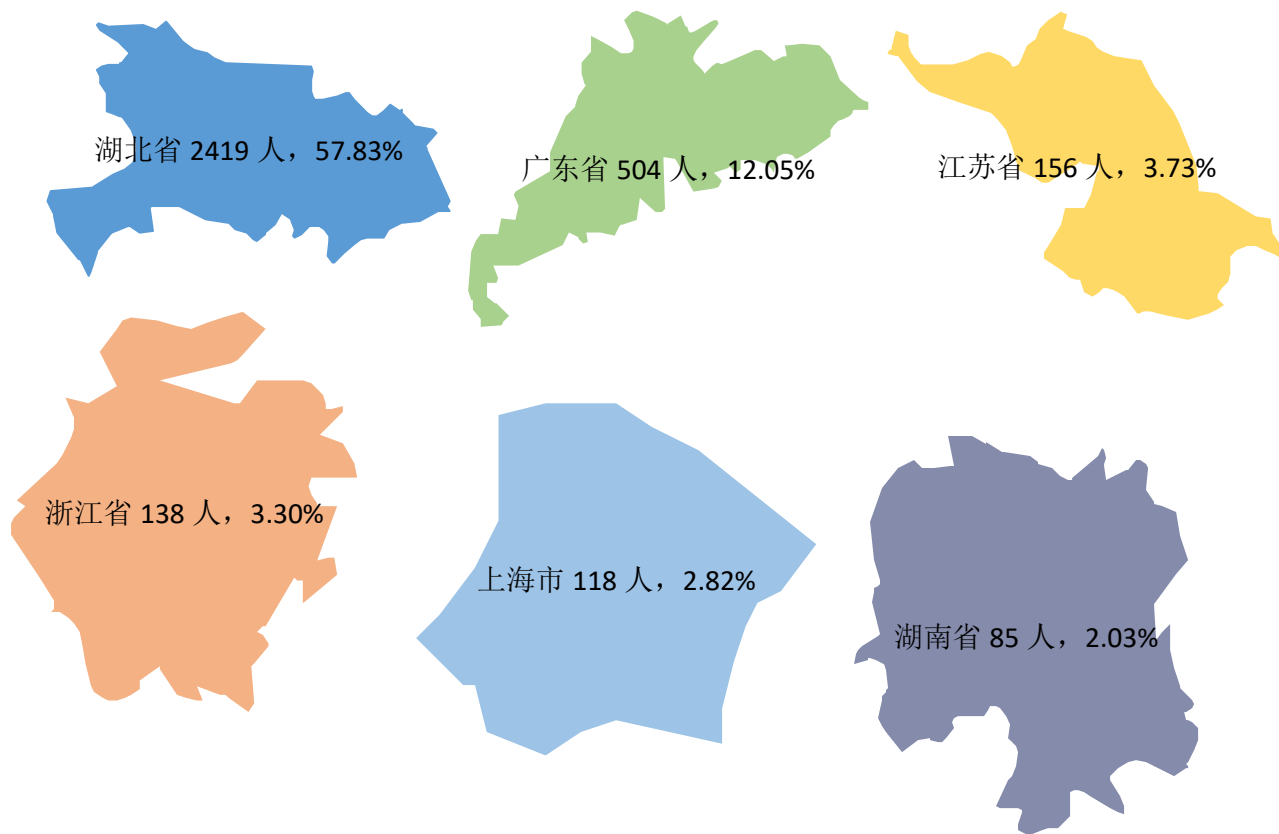 湖北省 2419 人，57.83%
广东省 504 人，12.05%
江苏省 156 人，3.73%
浙江省 138 人，3.30%
上海市 118 人，2.82%
湖南省 85 人，2.03%